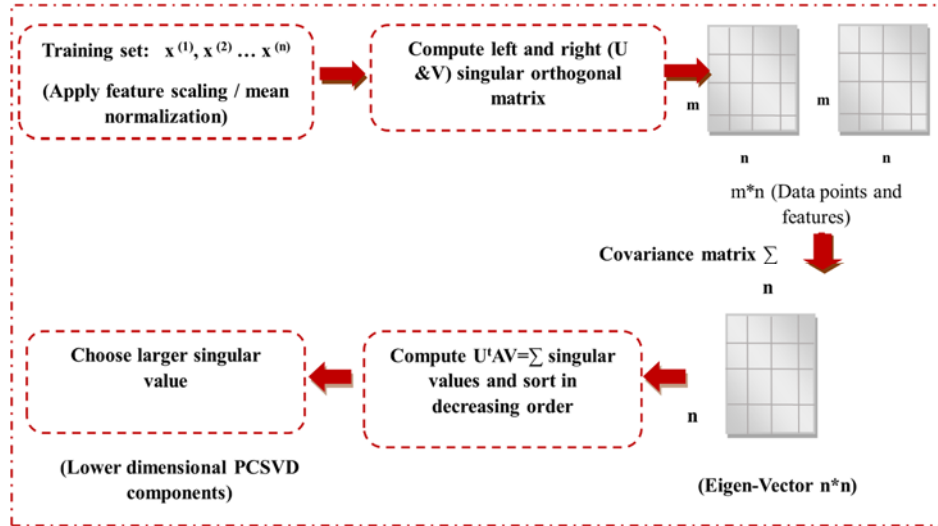 Training set: x (1), x (2) … x (n)
(Apply feature scaling / mean
normalization)
Compute left and right (U
&V) singular orthogonal
matrix
m
m
n
n
m*n (Data points and
features)
Covariance matrix ∑
n
n
(Eigen-Vector n*n)
Compute UᵗAV=∑ singular
values and sort in
decreasing order
Choose larger singular
value
(Lower dimensional PCSVD
components)